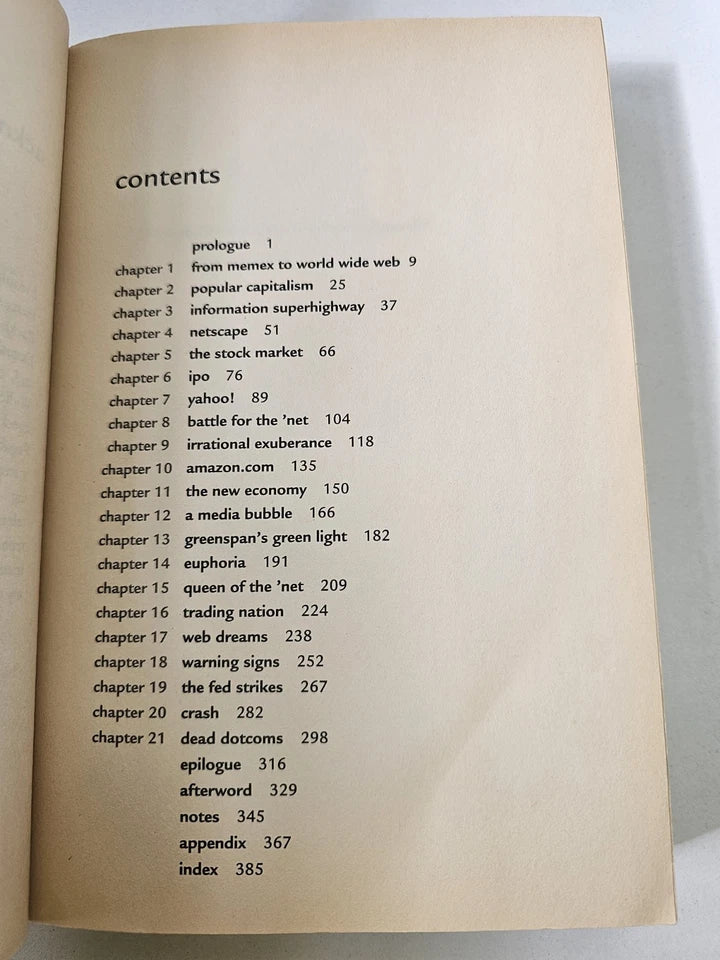 contents
prologue 1
chapter 1 from memex to world wide web 9
chapter 2 popular capitalism 25
chapter 3 information superhighway 37
chapter 4 netscape 51
chapter 5 the stock market 66
chapter 6 ipo 76
chapter 7 yahoo! 89
chapter 8 battle for the ’net 104
chapter 9 irrational exuberance 118
chapter 10 amazon.com 135
chapter 11 the new economy 150
chapter 12 a media bubble 166
chapter 13 greenspan’s green light 182
chapter 14 euphoria 191
chapter 15 queen of the ’net 209
chapter 16 trading nation 224
chapter 17 web dreams 238
chapter 18 warning signs 252
chapter 19 the fed strikes 267
chapter 20 crash 282
chapter 21 dead dotcoms 298
epilogue 316
afterword 329
notes 345
appendix 367
index 385